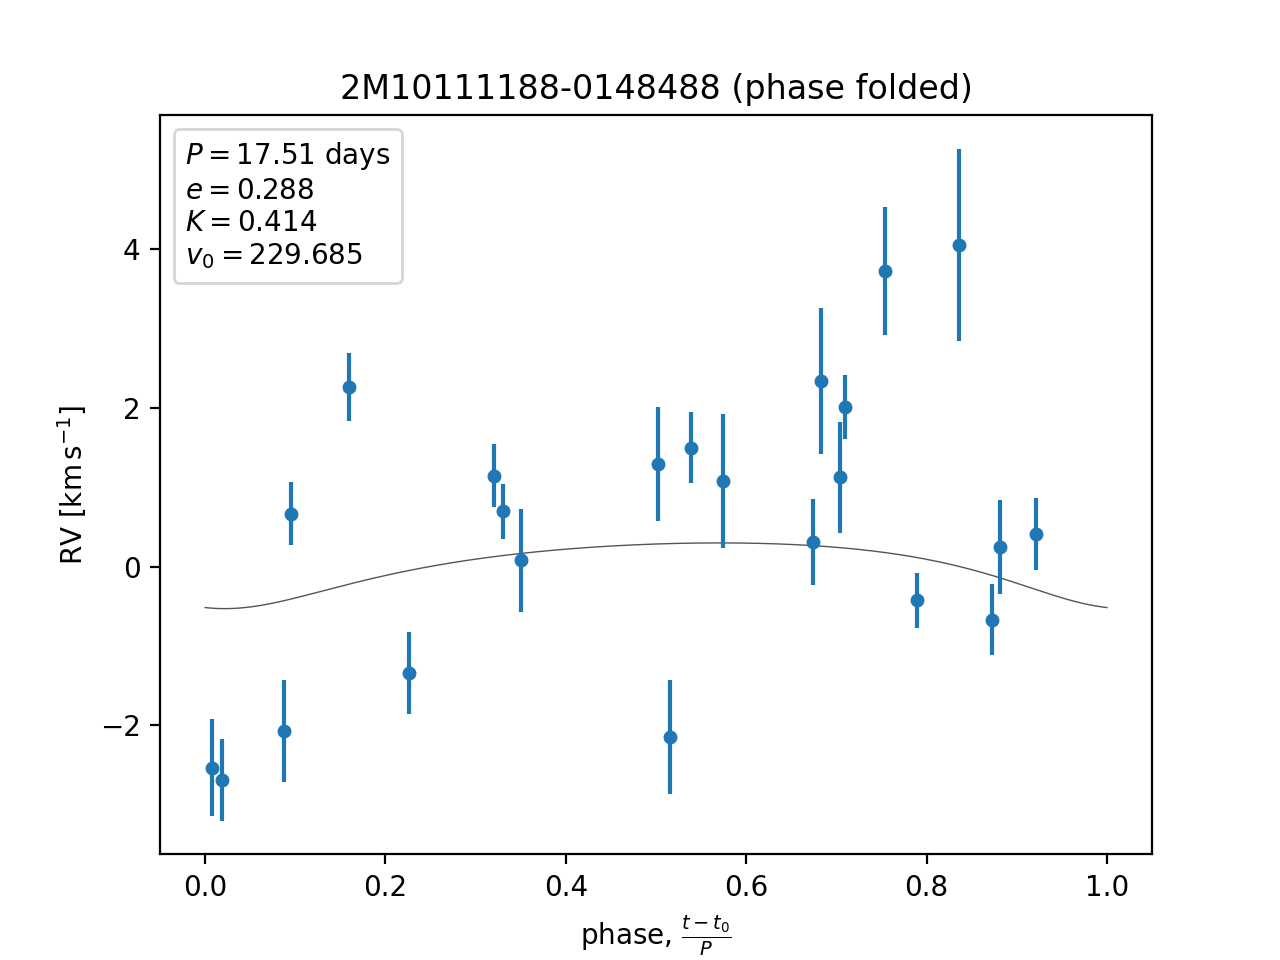 2M10111188-0148488 (phase folded)
P = 17.51 days
e = 0.288
K = 0.414
v₀ = 229.685
RV [km s⁻¹]
4
2
0
−2
0.0 0.2 0.4 0.6 0.8 1.0
phase, (t − t₀)/P